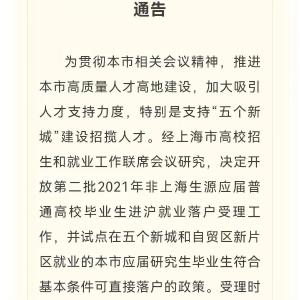 通告
为贯彻本市相关会议精神，推进
本市高质量人才高地建设，加大吸引
人才支持力度，特别是支持“五个新
城”建设招揽人才。经上海市高校招
生和就业工作联席会议研究，决定开
放第二批2021年非上海生源应届普
通高校毕业生进沪就业落户受理工
作，并试点在五个新城和自贸区新片
区就业的本市应届研究生毕业生符合
基本条件可直接落户的政策。受理时